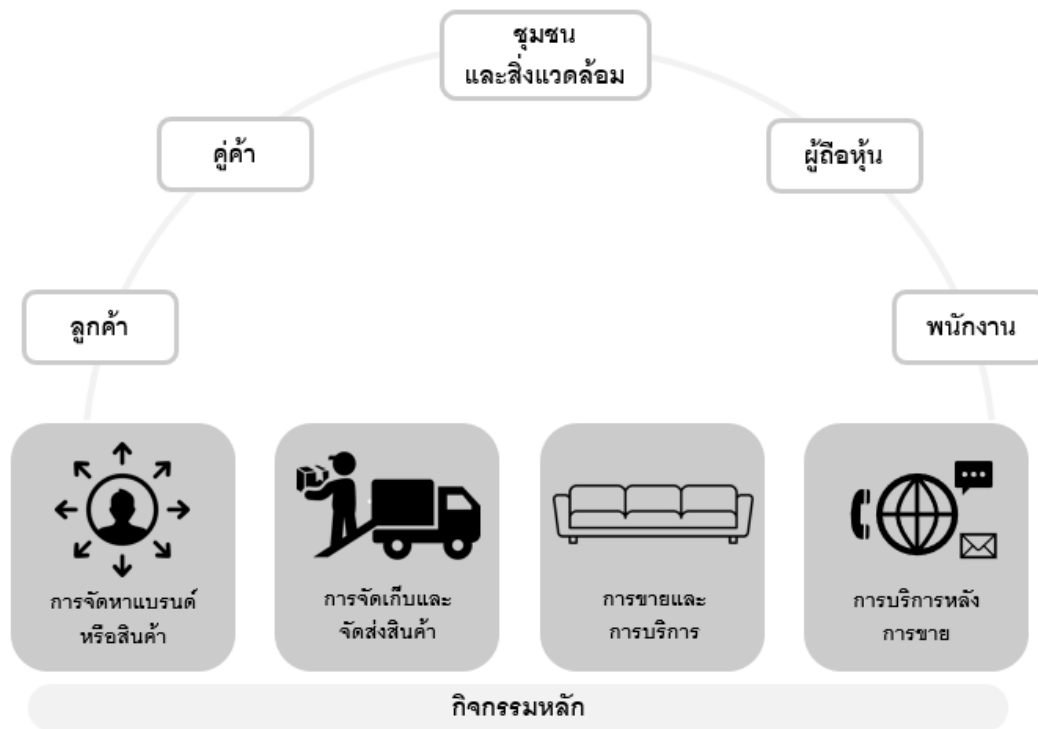 ชุมชน
และสิ่งแวดล้อม
คู่ค้า
ผู้ถือหุ้น
ลูกค้า
พนักงาน
การจัดหาแบรนด์
หรือสินค้า
การจัดเก็บและ
จัดส่งสินค้า
การขายและ
การบริการ
การบริการหลัง
การขาย
กิจกรรมหลัก